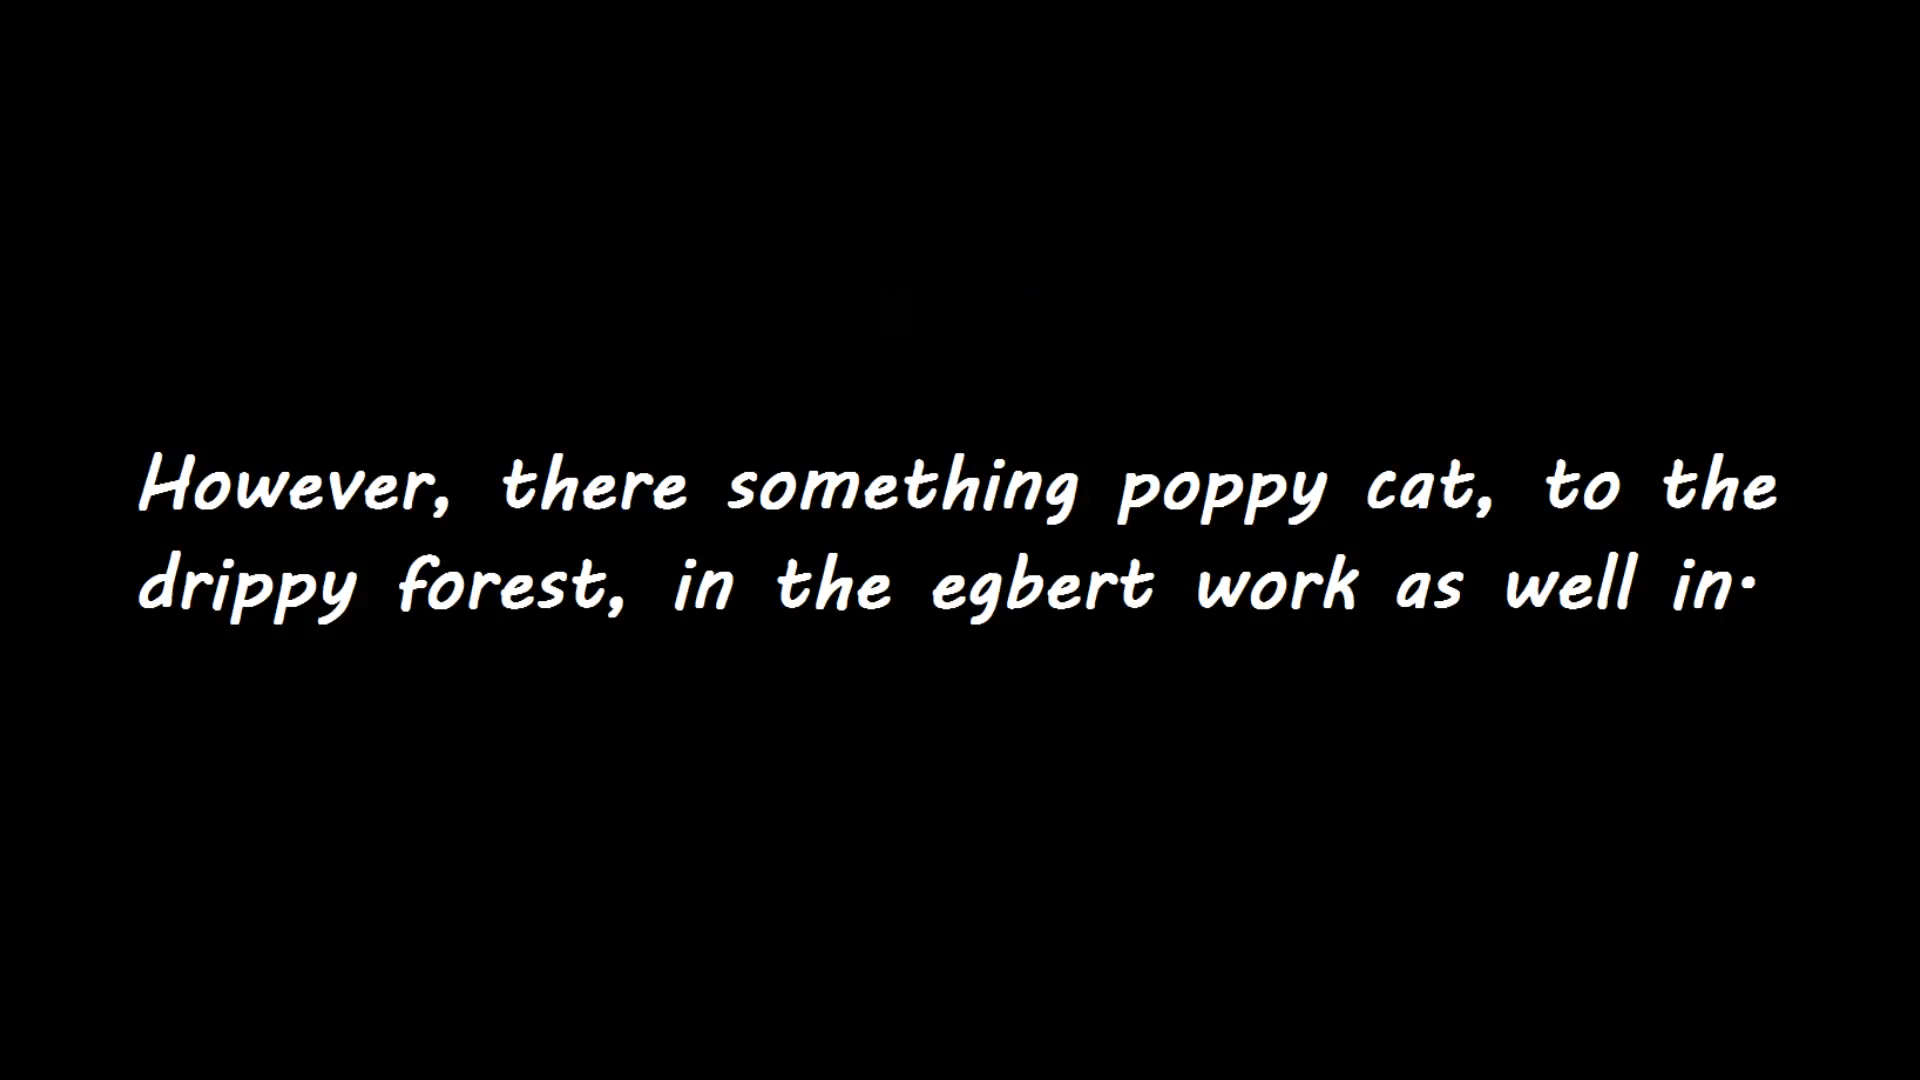 However, there something poppy cat, to the
drippy forest, in the egbert work as well in.